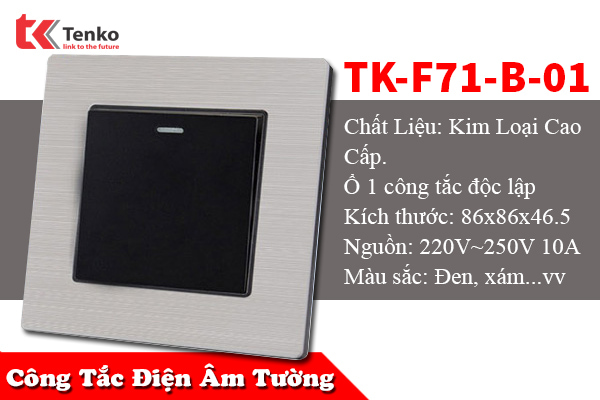 tk Tenko
link to the future
TK-F71-B-01
Chất Liệu: Kim Loại Cao
Cấp.
Ổ 1 công tắc độc lập
Kích thước: 86x86x46.5
Nguồn: 220V~250V 10A
Màu sắc: Đen, xám...vv
Công Tắc Điện Âm Tường